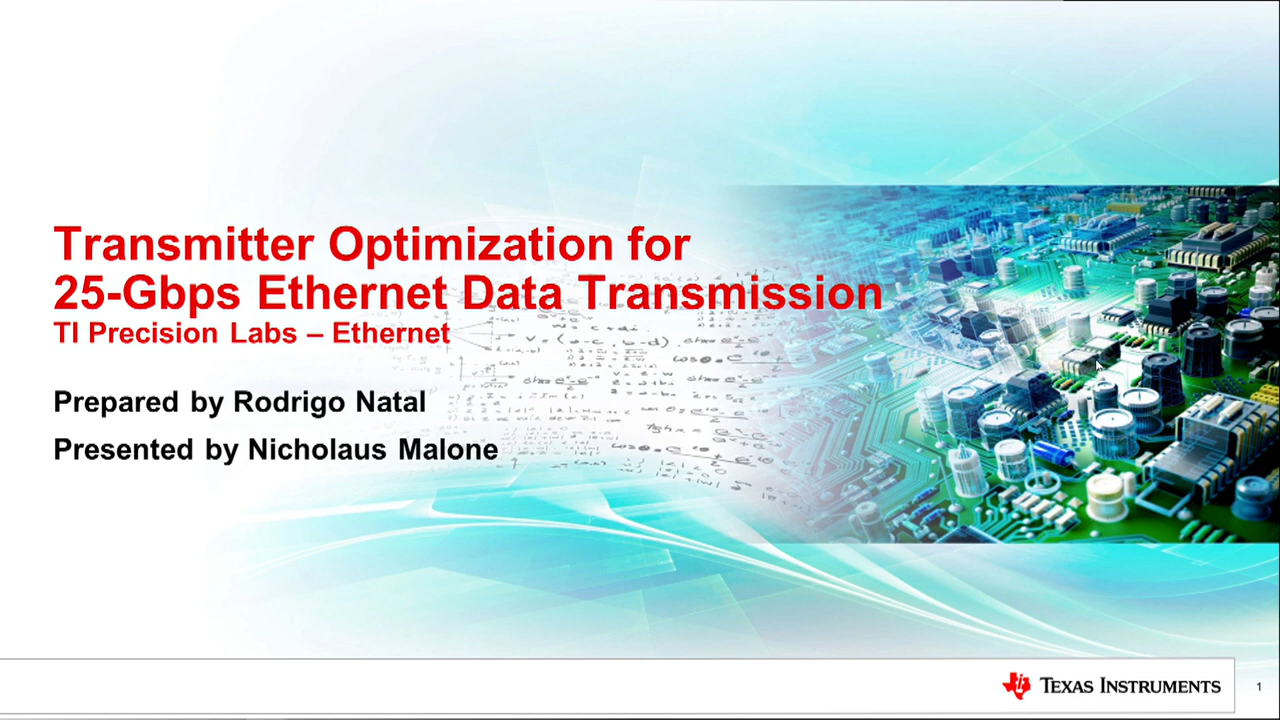 Transmitter Optimization for
25-Gbps Ethernet Data Transmission
TI Precision Labs – Ethernet
Prepared by Rodrigo Natal
Presented by Nicholaus Malone
TEXAS INSTRUMENTS
1